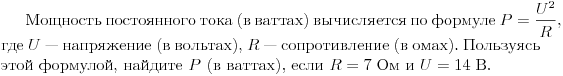 Мощность постоянного тока (в ваттах) вычисляется по формуле P = U²/R,
где U — напряжение (в вольтах), R — сопротивление (в омах). Пользуясь
этой формулой, найдите P (в ваттах), если R = 7 Ом и U = 14 В.